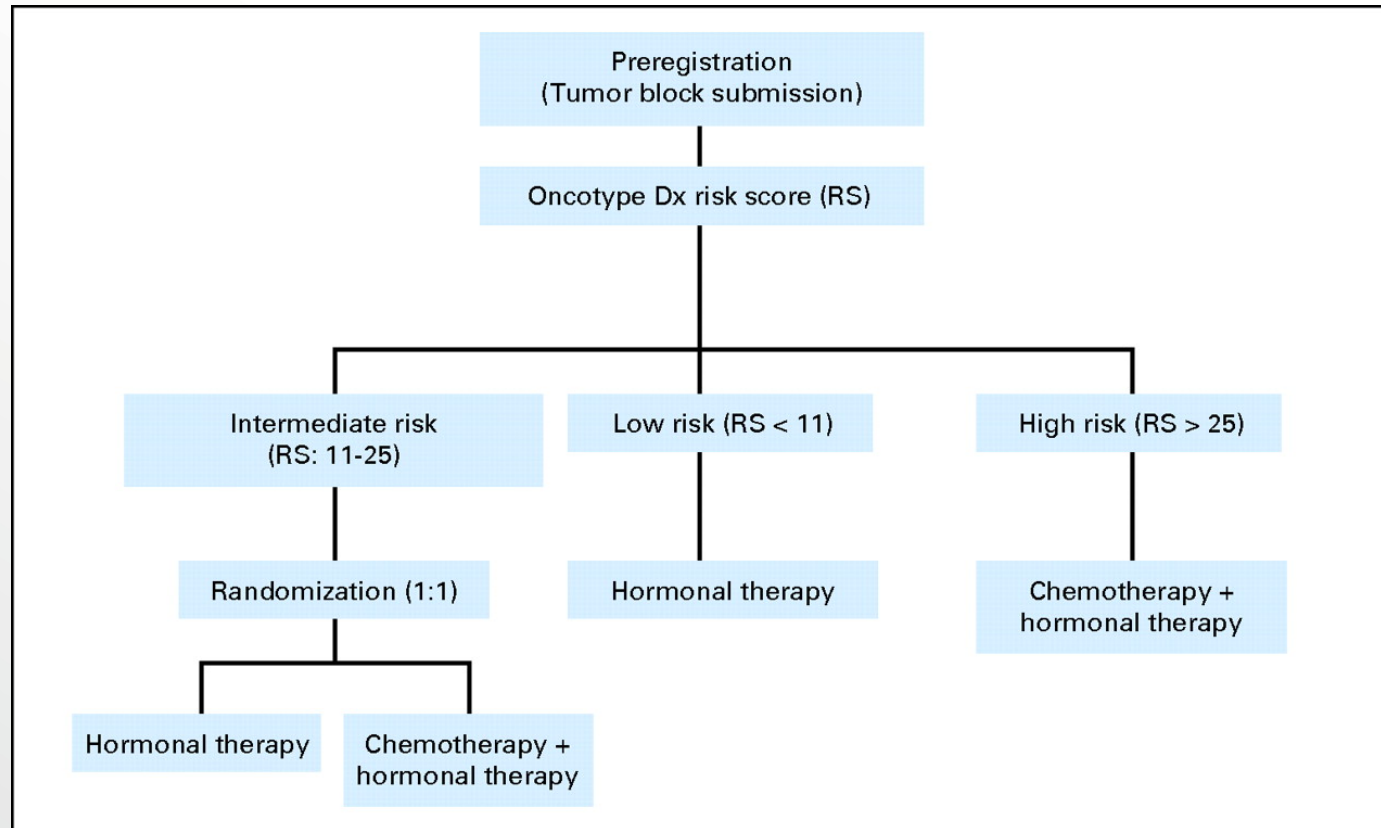 Preregistration
(Tumor block submission)
Oncotype Dx risk score (RS)
Intermediate risk
(RS: 11-25)
Low risk (RS < 11)
High risk (RS > 25)
Randomization (1:1)
Hormonal therapy
Chemotherapy +
hormonal therapy
Hormonal therapy
Chemotherapy +
hormonal therapy